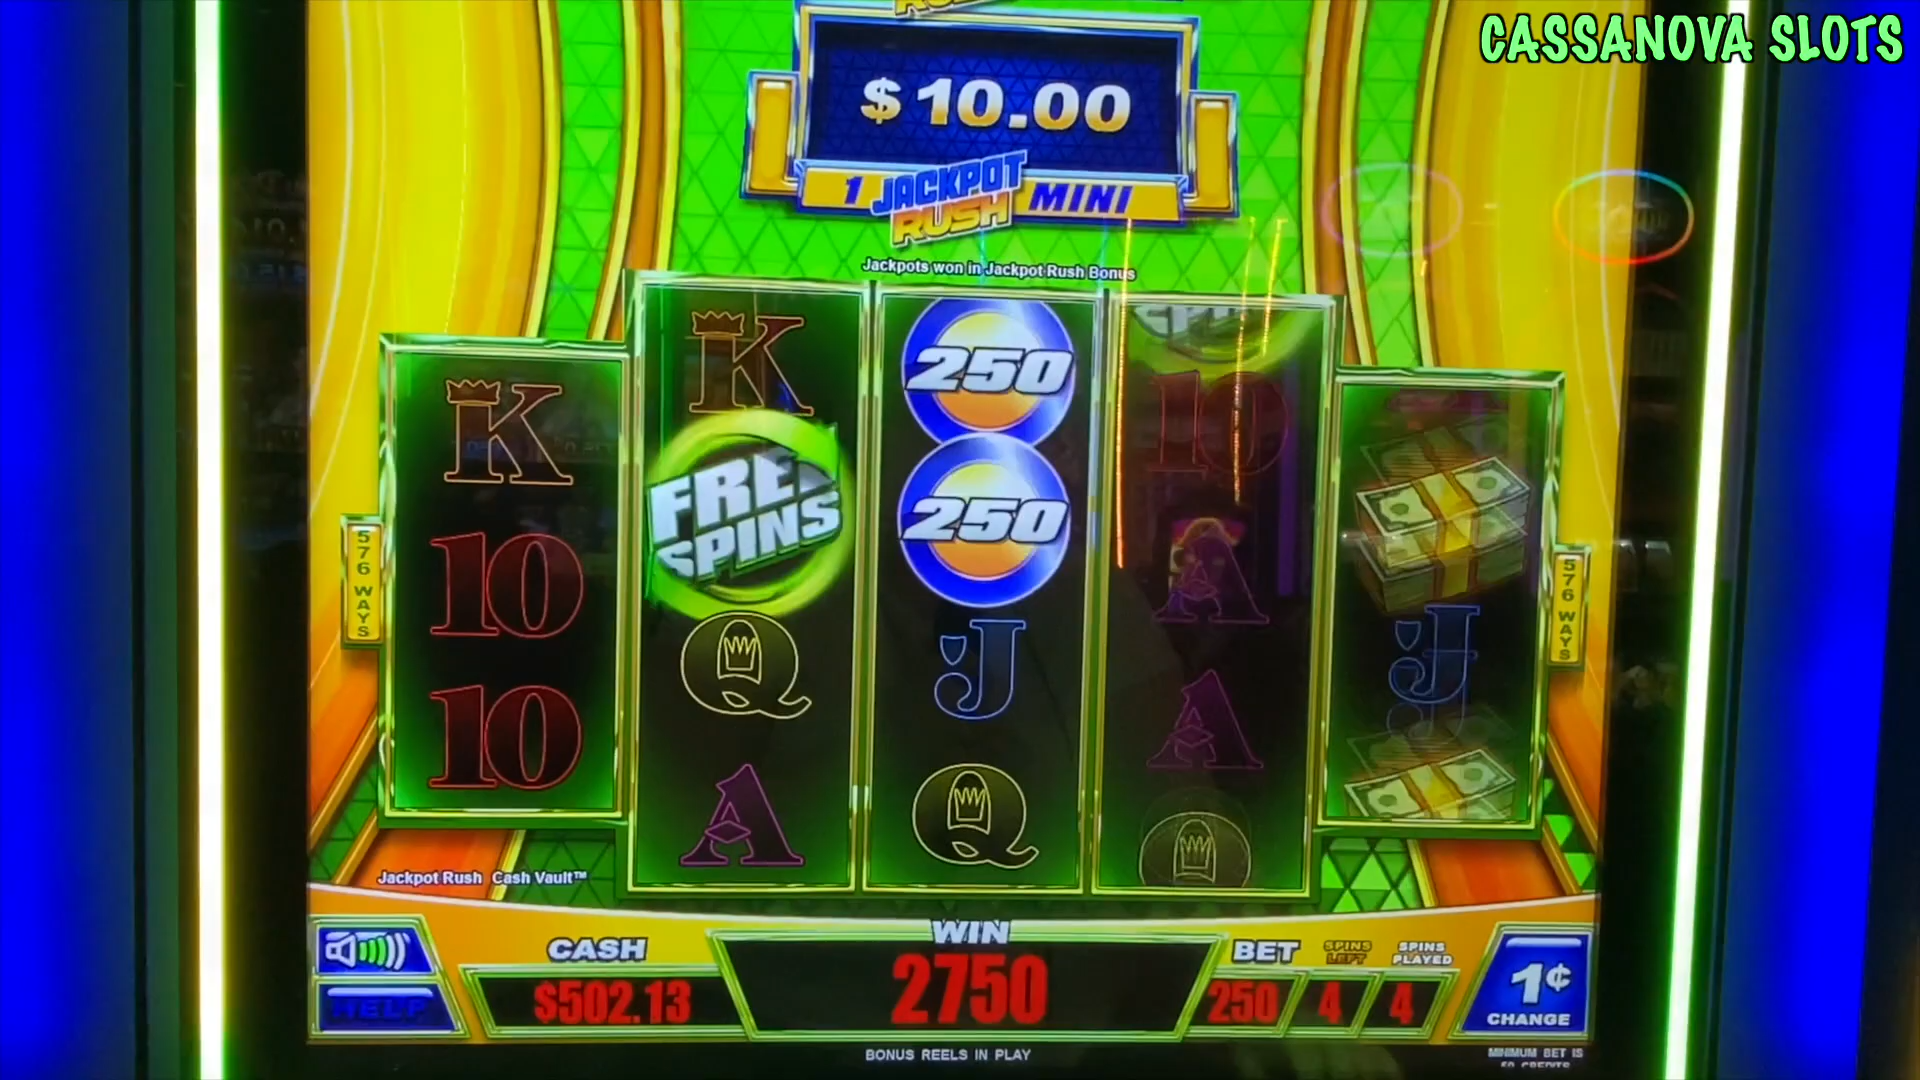 CASSANOVA SLOTS
$10.00
1 JACKPOT RUSH MINI
Jackpots won in Jackpot Rush Bonus
K
10
10
K
FREE SPINS
Q
A
250
250
J
Q
10
A
A
J
576 WAYS
576 WAYS
Jackpot Rush Cash Vault™
HELP
CASH
$502.13
WIN
2750
BET
250
SPINS LEFT
4
SPINS PLAYED
4
1¢
CHANGE
BONUS REELS IN PLAY
MINIMUM BET IS